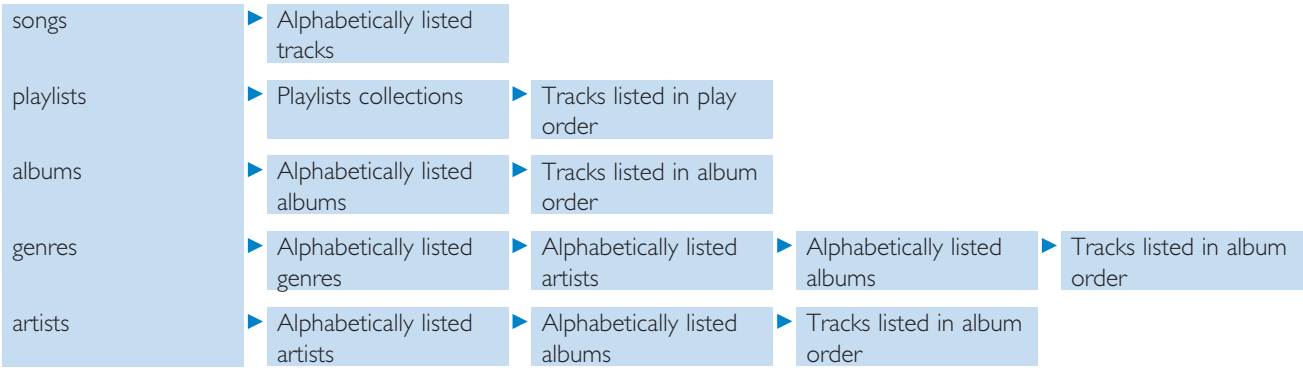 songs
Alphabetically listed
tracks
playlists
Playlists collections
Tracks listed in play
order
albums
Alphabetically listed
albums
Tracks listed in album
order
genres
Alphabetically listed
genres
Alphabetically listed
artists
Alphabetically listed
albums
Tracks listed in album
order
artists
Alphabetically listed
artists
Alphabetically listed
albums
Tracks listed in album
order